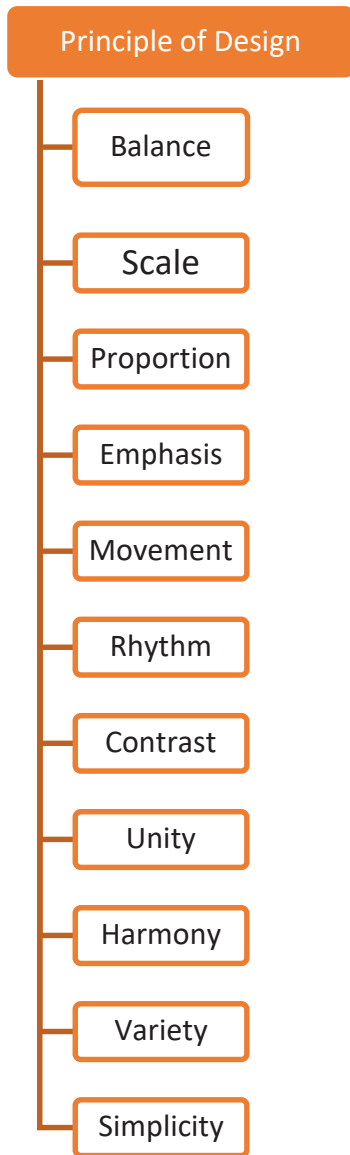 Principle of Design
Balance
Scale
Proportion
Emphasis
Movement
Rhythm
Contrast
Unity
Harmony
Variety
Simplicity